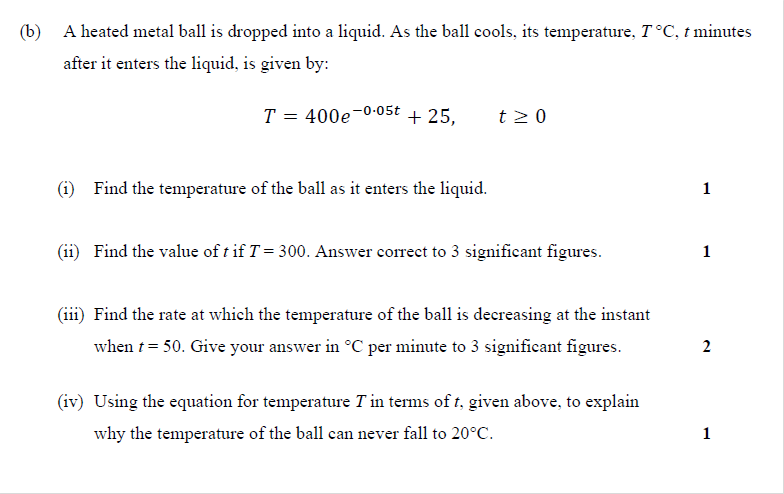 (b) A heated metal ball is dropped into a liquid. As the ball cools, its temperature, T °C, t minutes
after it enters the liquid, is given by:
T = 400e⁻⁰·⁰⁵ᵗ + 25, t ≥ 0
(i) Find the temperature of the ball as it enters the liquid. 1
(ii) Find the value of t if T = 300. Answer correct to 3 significant figures. 1
(iii) Find the rate at which the temperature of the ball is decreasing at the instant
when t = 50. Give your answer in °C per minute to 3 significant figures. 2
(iv) Using the equation for temperature T in terms of t, given above, to explain
why the temperature of the ball can never fall to 20°C. 1